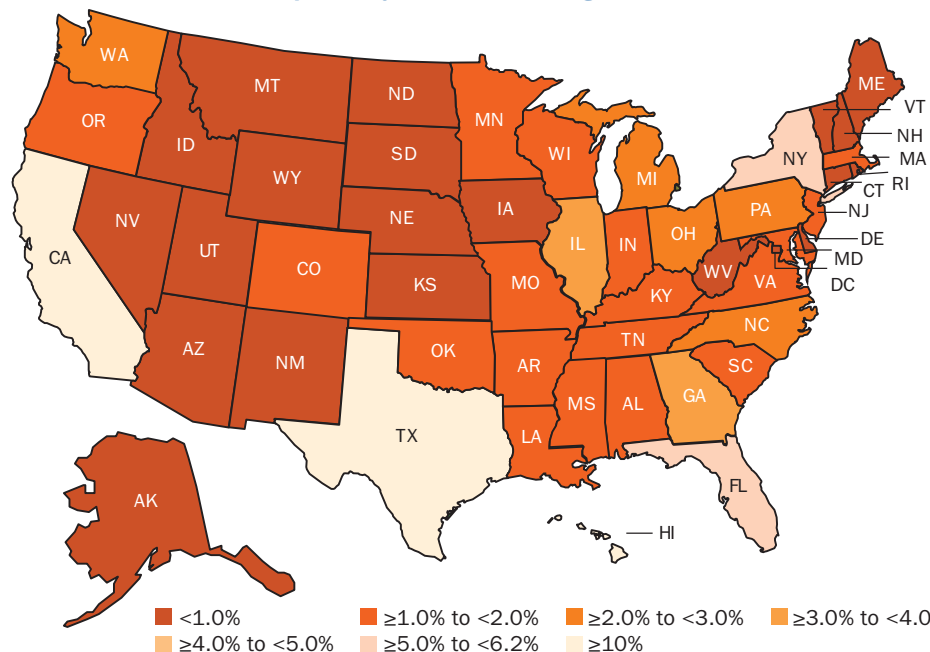 WA
MT
ND
ME
MN
VT
OR
NH
ID
SD
WI
MA
NY
WY
MI
RI
CT
IA
NV
NE
PA
NJ
UT
OH
DE
IL
IN
CA
CO
MD
WV
KS
VA
DC
MO
KY
NC
AZ
OK
TN
NM
AR
SC
GA
MS
AL
TX
LA
FL
AK
HI
<1.0% ≥1.0% to <2.0% ≥2.0% to <3.0% ≥3.0% to <4.0
≥4.0% to <5.0% ≥5.0% to <6.2% ≥10%